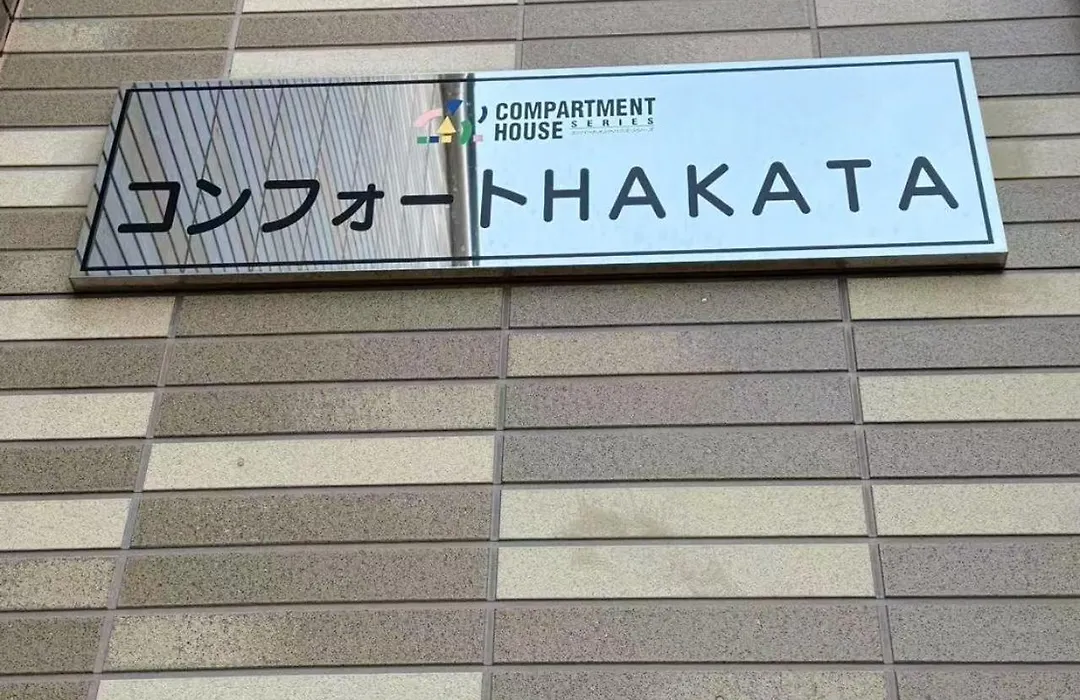 COMPARTMENT
HOUSE SERIES
コンフォートHAKATA